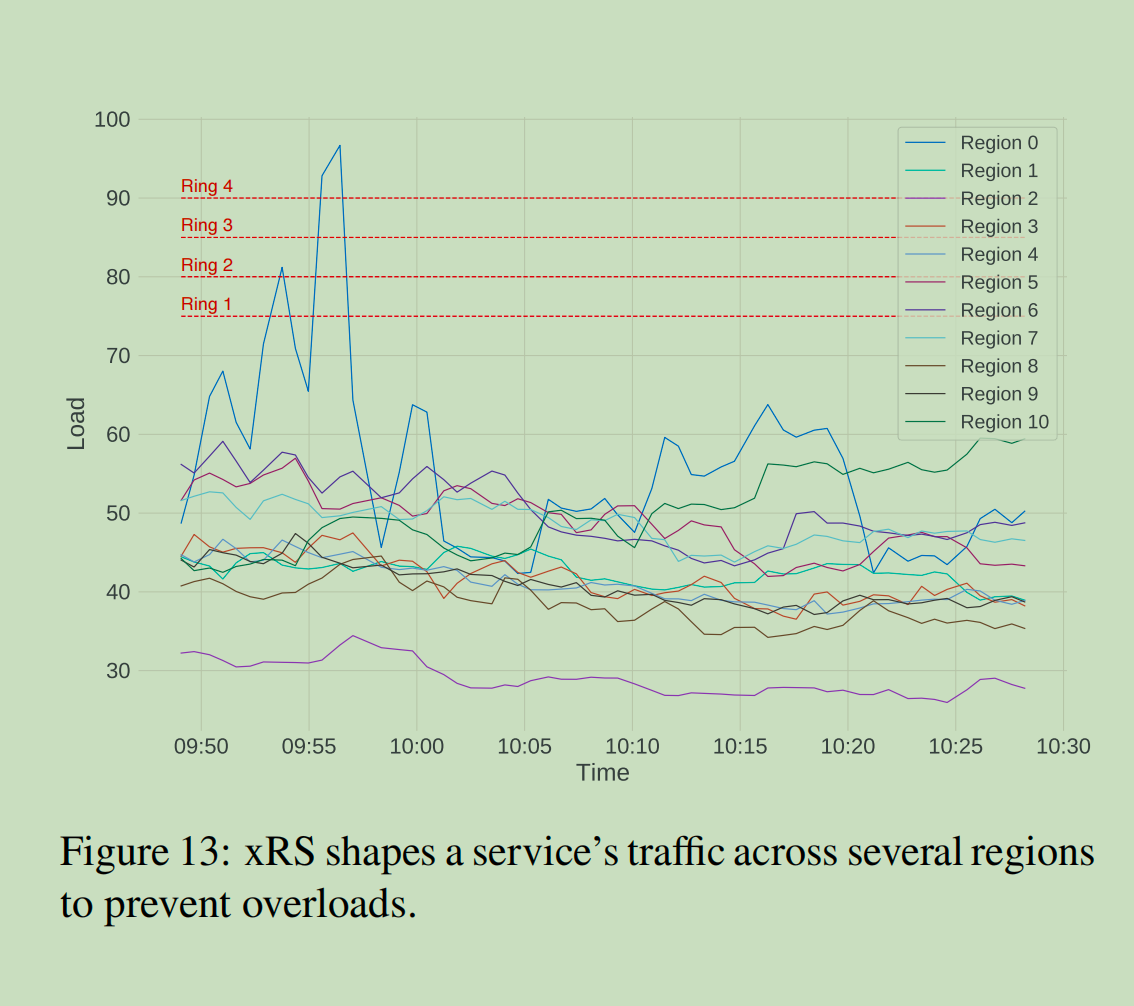 100
90
80
70
60
50
40
30
Load
Ring 4
Ring 3
Ring 2
Ring 1
Region 0
Region 1
Region 2
Region 3
Region 4
Region 5
Region 6
Region 7
Region 8
Region 9
Region 10
09:50 09:55 10:00 10:05 10:10 10:15 10:20 10:25 10:30
Time
Figure 13: xRS shapes a service’s traffic across several regions
to prevent overloads.